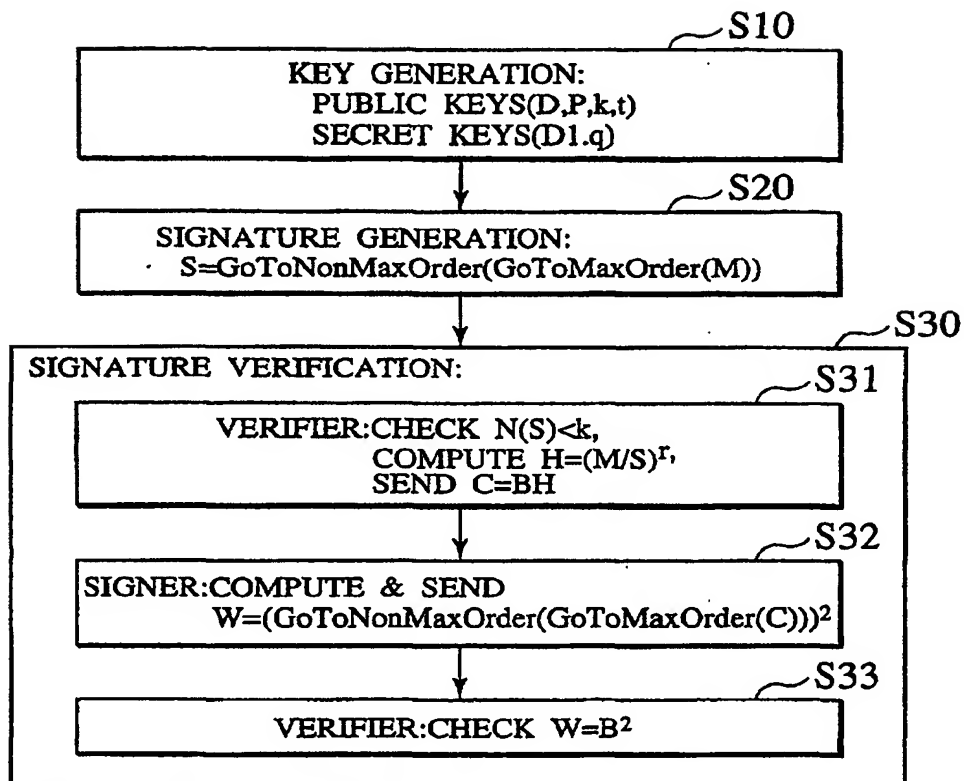 S10
KEY GENERATION:
PUBLIC KEYS(D,P,k,t)
SECRET KEYS(D1.q)
S20
SIGNATURE GENERATION:
S=GoToNonMaxOrder(GoToMaxOrder(M))
S30
SIGNATURE VERIFICATION:
S31
VERIFIER:CHECK N(S)<k,
COMPUTE H=(M/S)ʳ,
SEND C=BH
S32
SIGNER:COMPUTE & SEND
W=(GoToNonMaxOrder(GoToMaxOrder(C)))²
S33
VERIFIER:CHECK W=B²